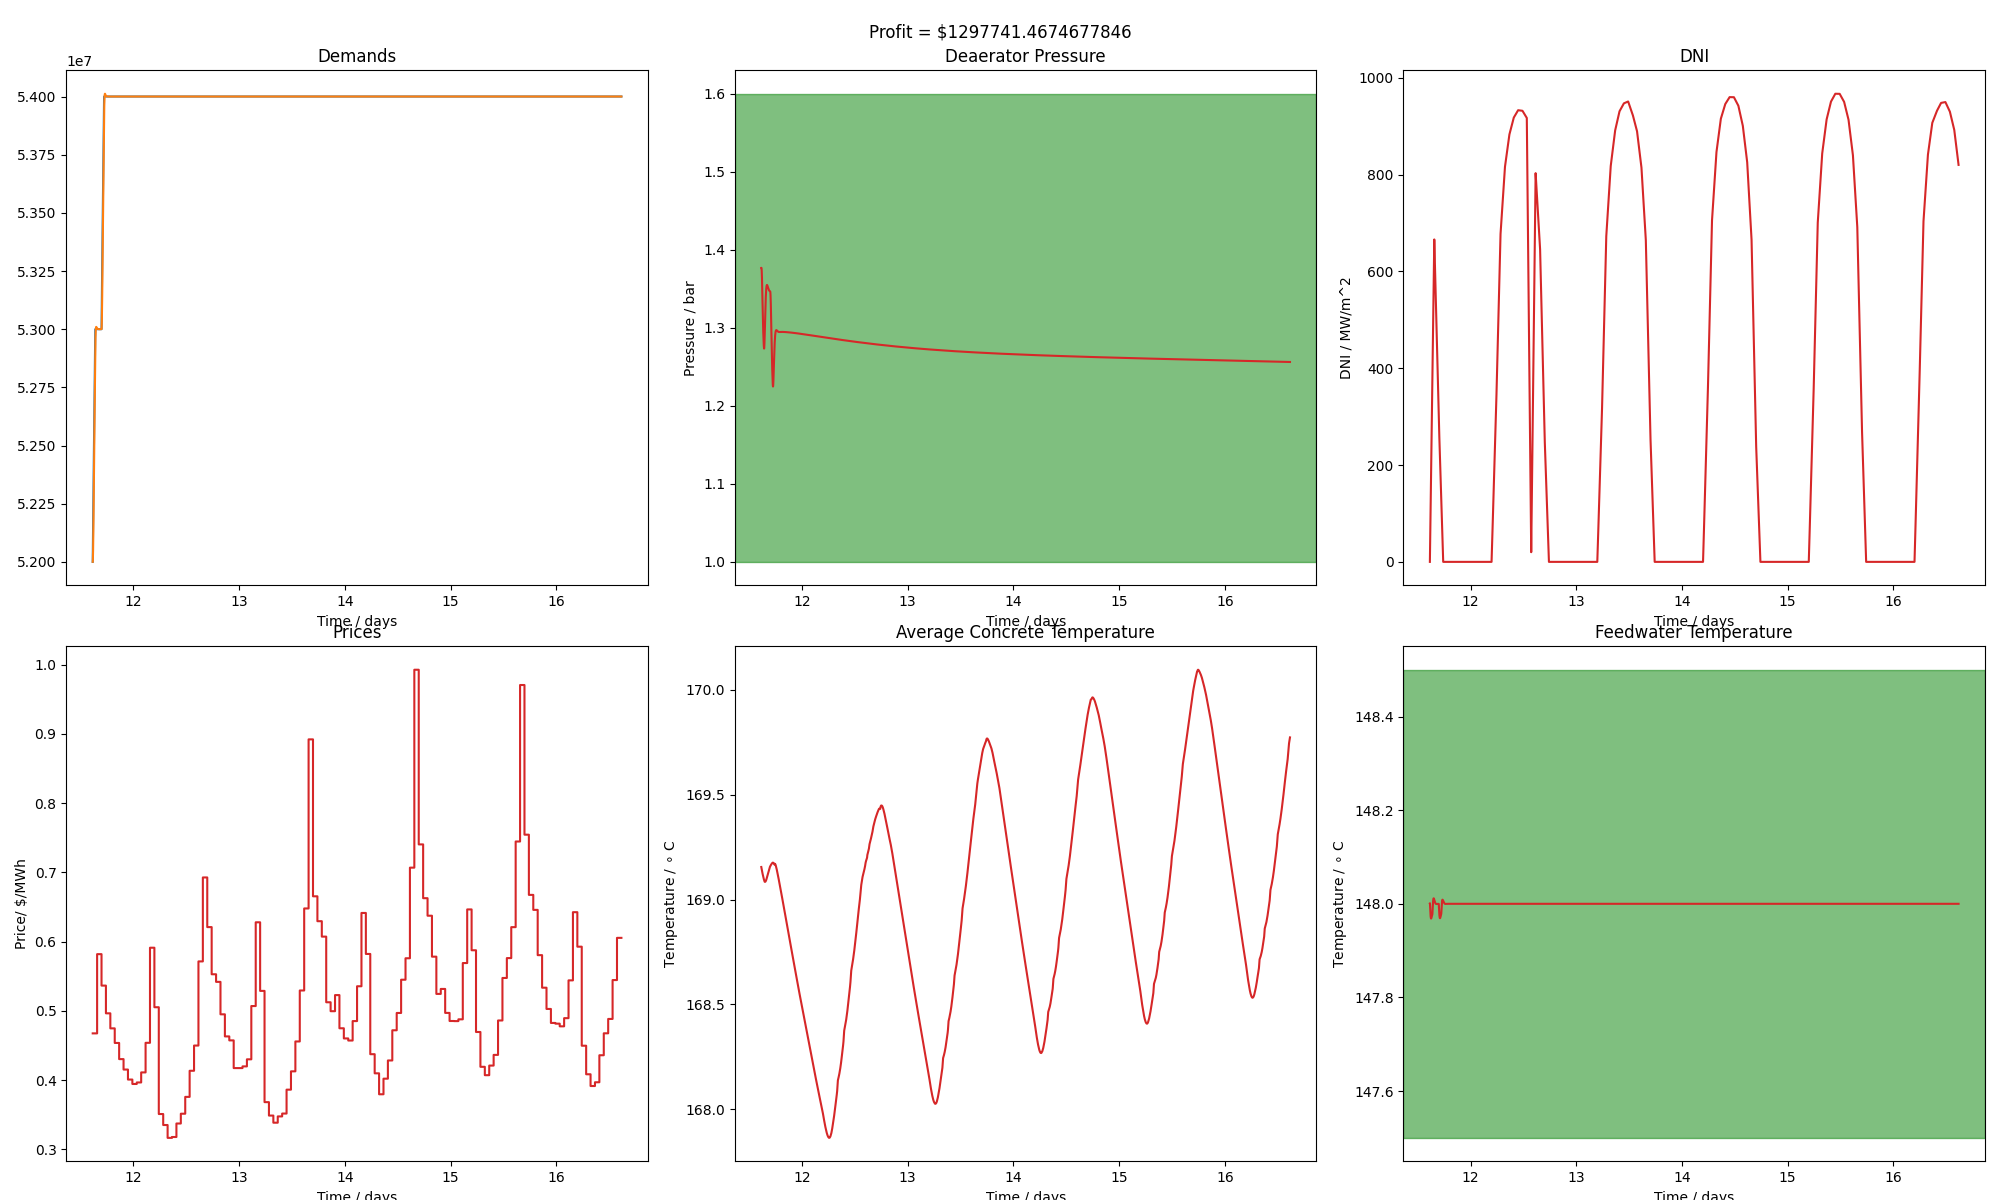 Profit = $1297741.4674677846
Demands
1e7
5.400
5.375
5.350
5.325
5.300
5.275
5.250
5.225
5.200
12 13 14 15 16
Time / days
Deaerator Pressure
Pressure / bar
1.6
1.5
1.4
1.3
1.2
1.1
1.0
12 13 14 15 16
Time / days
DNI
DNI / MW/m^2
1000
800
600
400
200
0
12 13 14 15 16
Time / days
Prices
Price/ $/MWh
1.0
0.9
0.8
0.7
0.6
0.5
0.4
0.3
12 13 14 15 16
Time / days
Average Concrete Temperature
Temperature / ∘ C
170.0
169.5
169.0
168.5
168.0
12 13 14 15 16
Time / days
Feedwater Temperature
Temperature / ∘ C
148.4
148.2
148.0
147.8
147.6
12 13 14 15 16
Time / days